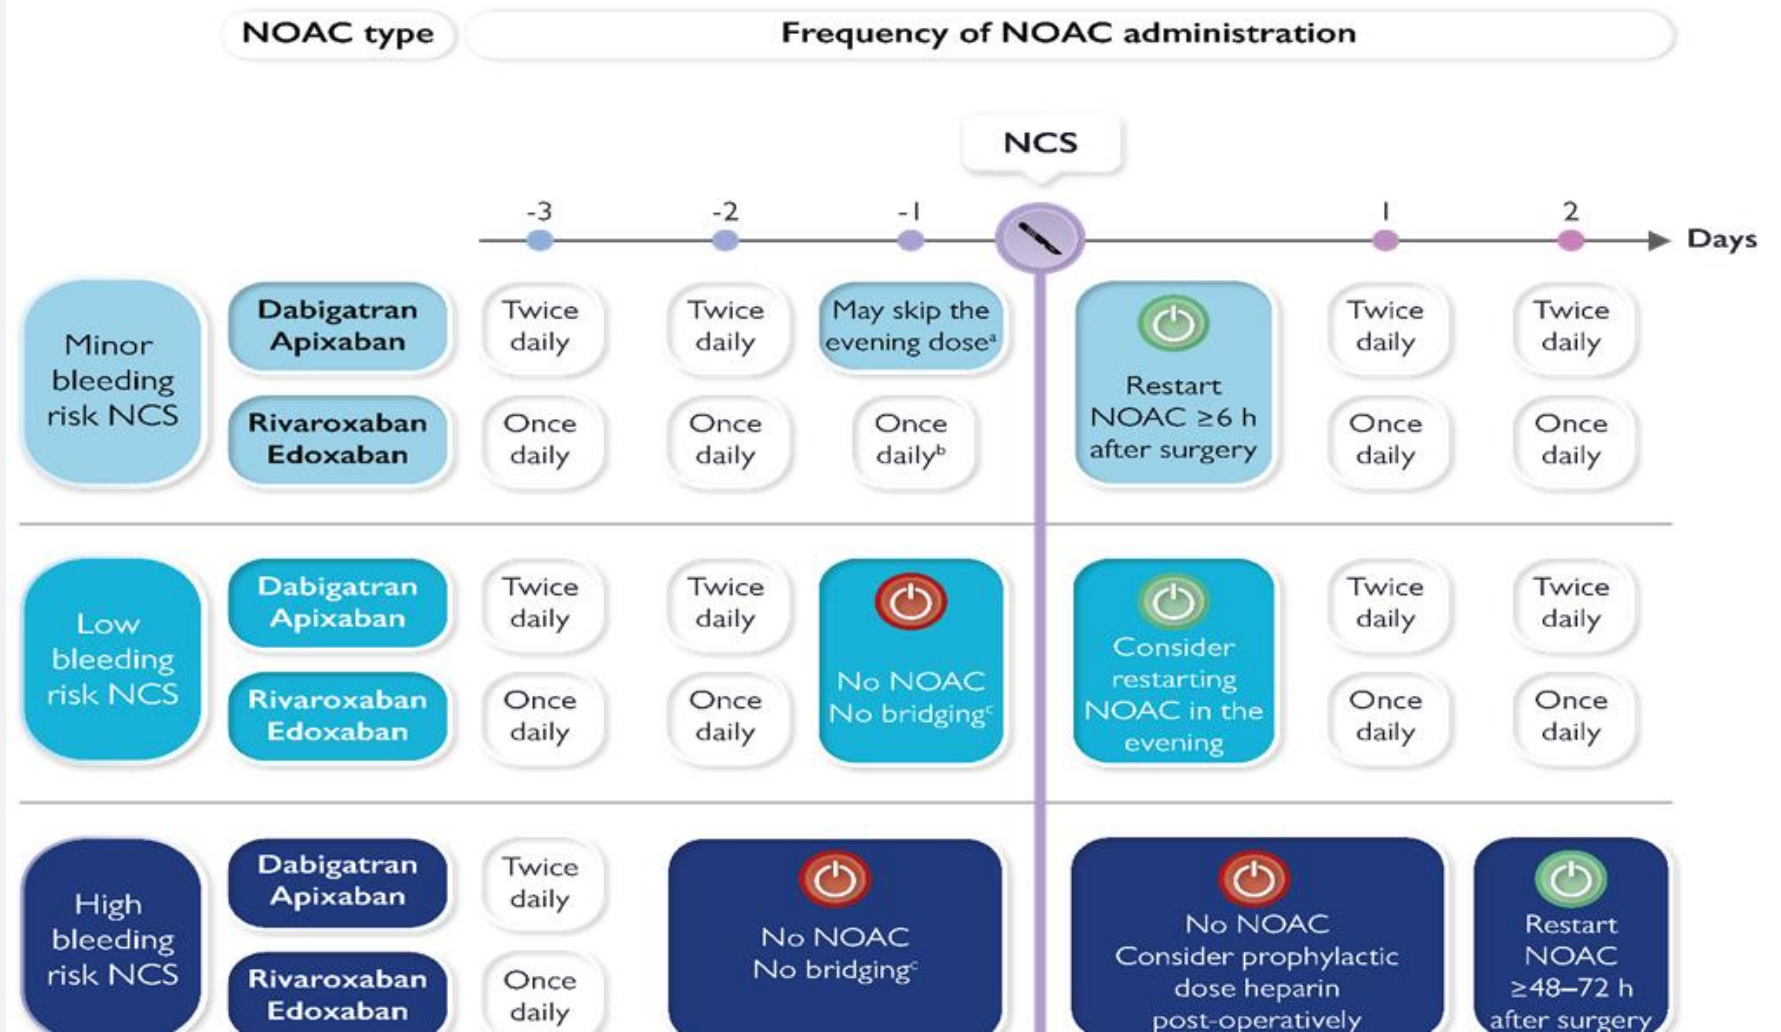 NOAC type
Frequency of NOAC administration
NCS
-3
-2
-1
1
2
Days
Minor
bleeding
risk NCS
Dabigatran
Apixaban
Twice
daily
Twice
daily
May skip the
evening doseᵃ
Restart
NOAC ≥6 h
after surgery
Twice
daily
Twice
daily
Rivaroxaban
Edoxaban
Once
daily
Once
daily
Once
dailyᵇ
Once
daily
Once
daily
Low
bleeding
risk NCS
Dabigatran
Apixaban
Twice
daily
Twice
daily
No NOAC
No bridgingᶜ
Consider
restarting
NOAC in the
evening
Twice
daily
Twice
daily
Rivaroxaban
Edoxaban
Once
daily
Once
daily
Once
daily
Once
daily
High
bleeding
risk NCS
Dabigatran
Apixaban
Twice
daily
No NOAC
No bridgingᶜ
No NOAC
Consider prophylactic
dose heparin
post-operatively
Restart
NOAC
≥48–72 h
after surgery
Rivaroxaban
Edoxaban
Once
daily